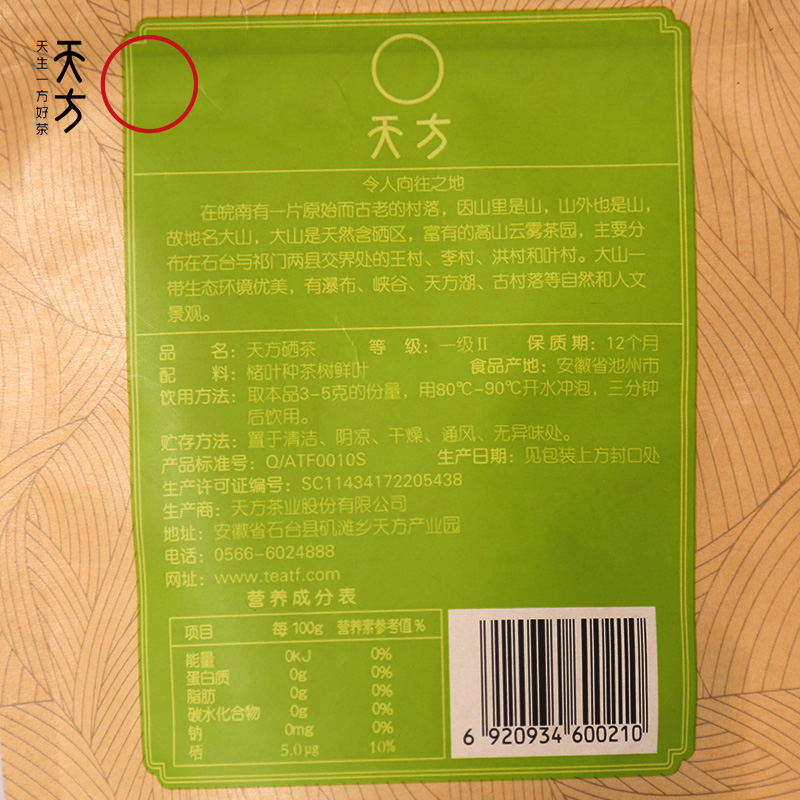 天方
天生一方好茶
天方
令人向往之地
在皖南有一片原始而古老的村落，因山里是山，山外也是山，
故地名大山，大山是天然含硒区，富有的高山云雾茶园，主要分
布在石台与祁门两县交界处的王村、李村、洪村和叶村。大山一
带生态环境优美，有瀑布、峡谷、天方湖、古村落等自然和人文
景观。
品 名：天方硒茶 等 级：一级Ⅱ 保质期：12个月
配 料：槠叶种茶树鲜叶 食品产地：安徽省池州市
饮用方法：取本品3-5克的份量，用80℃-90℃开水冲泡，三分钟
后饮用。
贮存方法：置于清洁、阴凉、干燥、通风、无异味处。
产品标准号：Q/ATF0010S 生产日期：见包装上方封口处
生产许可证编号：SC11434172205438
生产商：天方茶业股份有限公司
地址：安徽省石台县矶滩乡天方产业园
电话：0566-6024888
网址：www.teatf.com
营养成分表
项目 每100g 营养素参考值%
能量 0kJ 0%
蛋白质 0g 0%
脂肪 0g 0%
碳水化合物 0g 0%
钠 0mg 0%
硒 5.0μg 10%
6 920934 600210